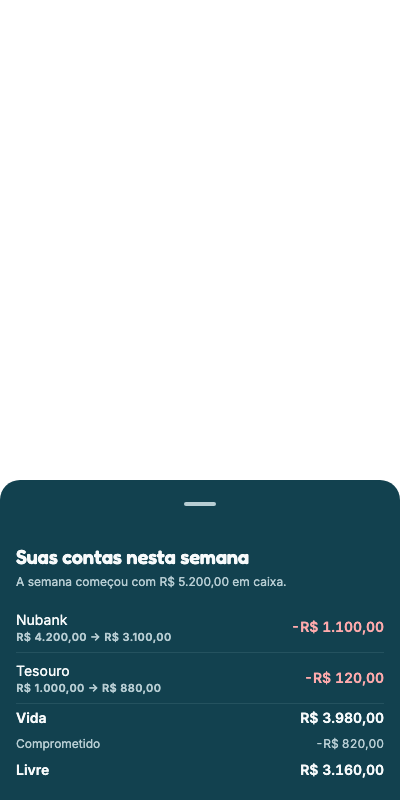 Suas contas nesta semana
A semana começou com R$ 5.200,00 em caixa.
Nubank
R$ 4.200,00 → R$ 3.100,00
-R$ 1.100,00
Tesouro
R$ 1.000,00 → R$ 880,00
-R$ 120,00
Vida R$ 3.980,00
Comprometido -R$ 820,00
Livre R$ 3.160,00